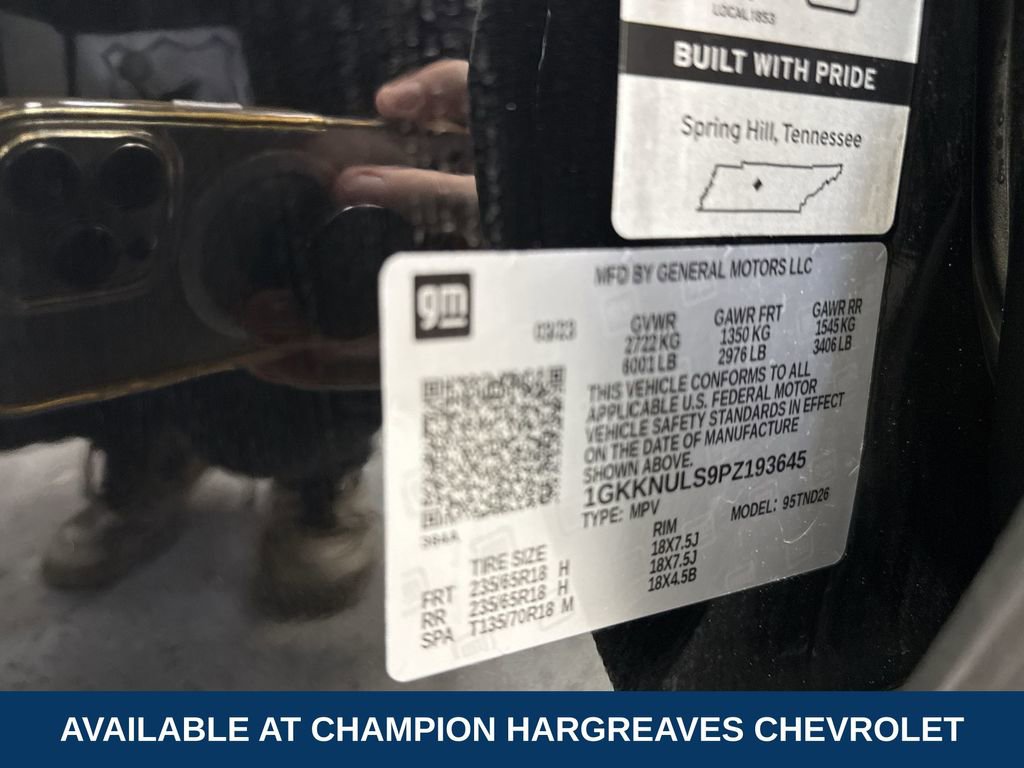 LOCAL 1853
BUILT WITH PRIDE
Spring Hill, Tennessee
gm
MFD BY GENERAL MOTORS LLC
03/23
GVWR
2722 KG
6001 LB
GAWR FRT
1350 KG
2976 LB
GAWR RR
1545 KG
3406 LB
THIS VEHICLE CONFORMS TO ALL
APPLICABLE U.S. FEDERAL MOTOR
VEHICLE SAFETY STANDARDS IN EFFECT
ON THE DATE OF MANUFACTURE
SHOWN ABOVE.
1GKKNULS9PZ193645
TYPE: MPV
MODEL: 95TND26
TIRE SIZE
RIM
FRT 235/65R18 H 18X7.5J
RR 235/65R18 H 18X7.5J
SPA T135/70R18 M 18X4.5B
AVAILABLE AT CHAMPION HARGREAVES CHEVROLET